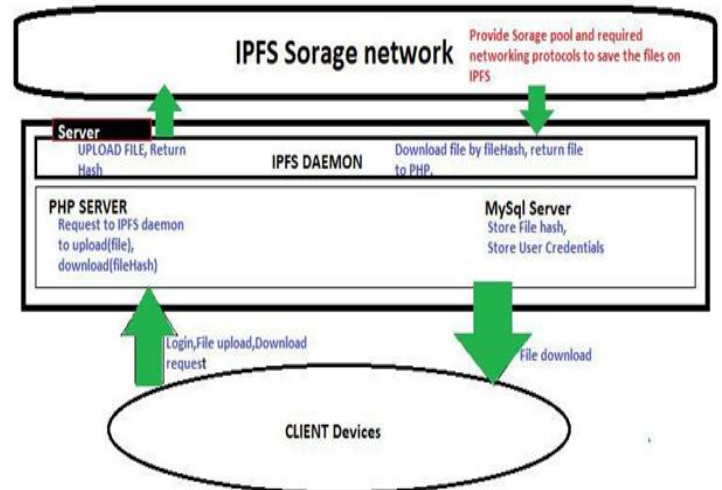 IPFS Sorage network
Provide Sorage pool and required
networking protocols to save the files on
IPFS
Server
UPLOAD FILE, Return
Hash
IPFS DAEMON
Download file by fileHash, return file
to PHP.
PHP SERVER
Request to IPFS daemon
to upload(file),
download(fileHash)
MySql Server
Store File hash,
Store User Credentials
Login,File upload,Download
request
File download
CLIENT Devices